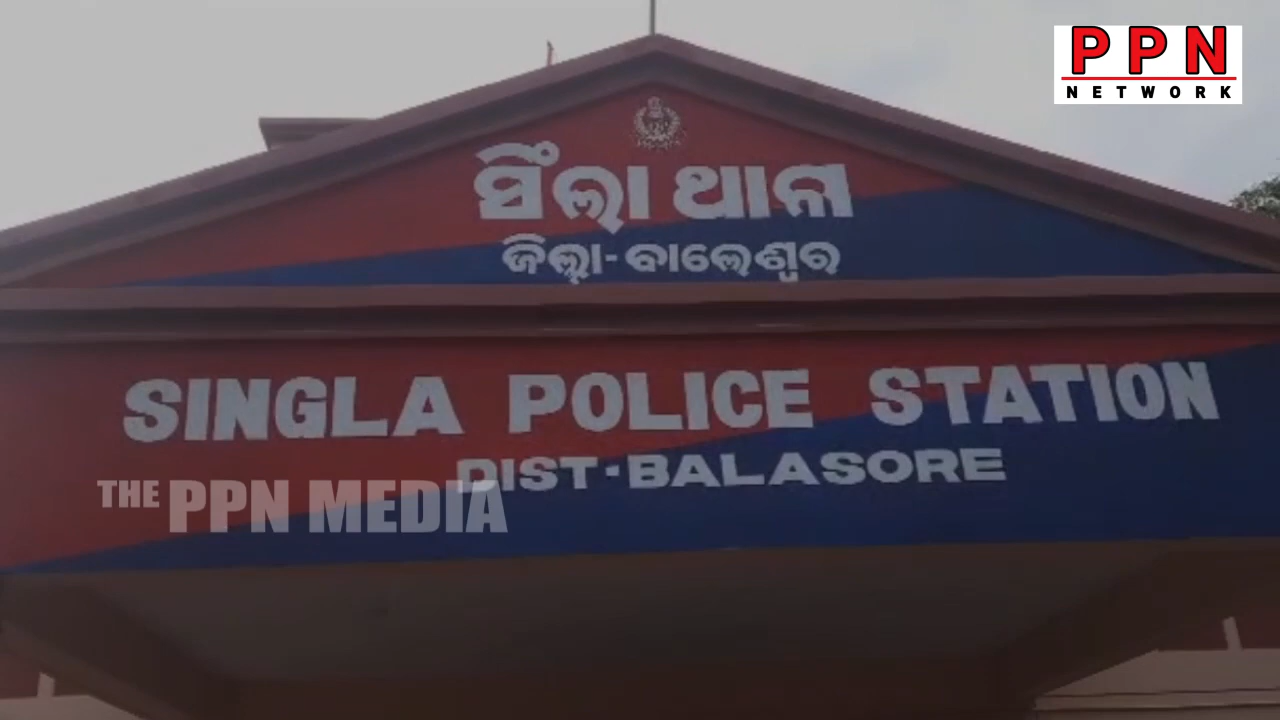 PPN
NETWORK
ସିଂଲା ଥାନା
ଜିଲ୍ଲା-ବାଲେଶ୍ୱର
SINGLA POLICE STATION
DIST-BALASORE
THE PPN MEDIA